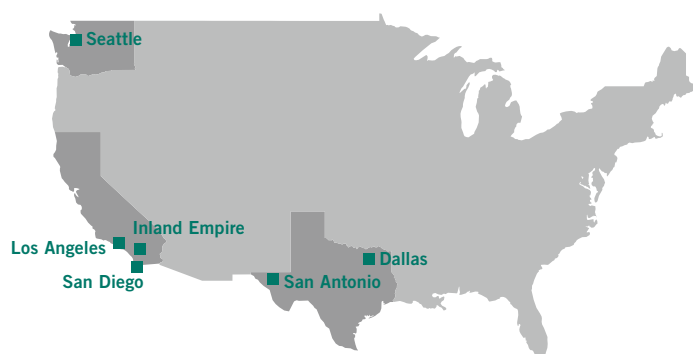 Seattle
Inland Empire
Los Angeles
Dallas
San Diego
San Antonio